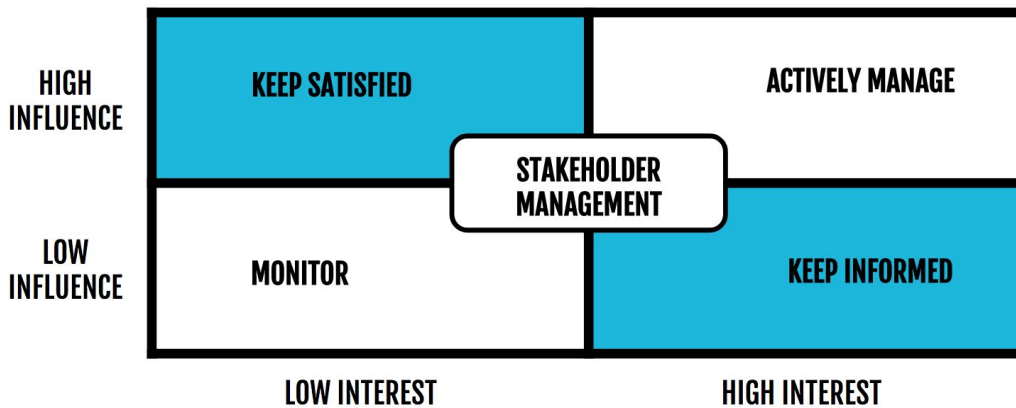 HIGH
INFLUENCE
KEEP SATISFIED
ACTIVELY MANAGE
STAKEHOLDER
MANAGEMENT
LOW
INFLUENCE
MONITOR
KEEP INFORMED
LOW INTEREST
HIGH INTEREST